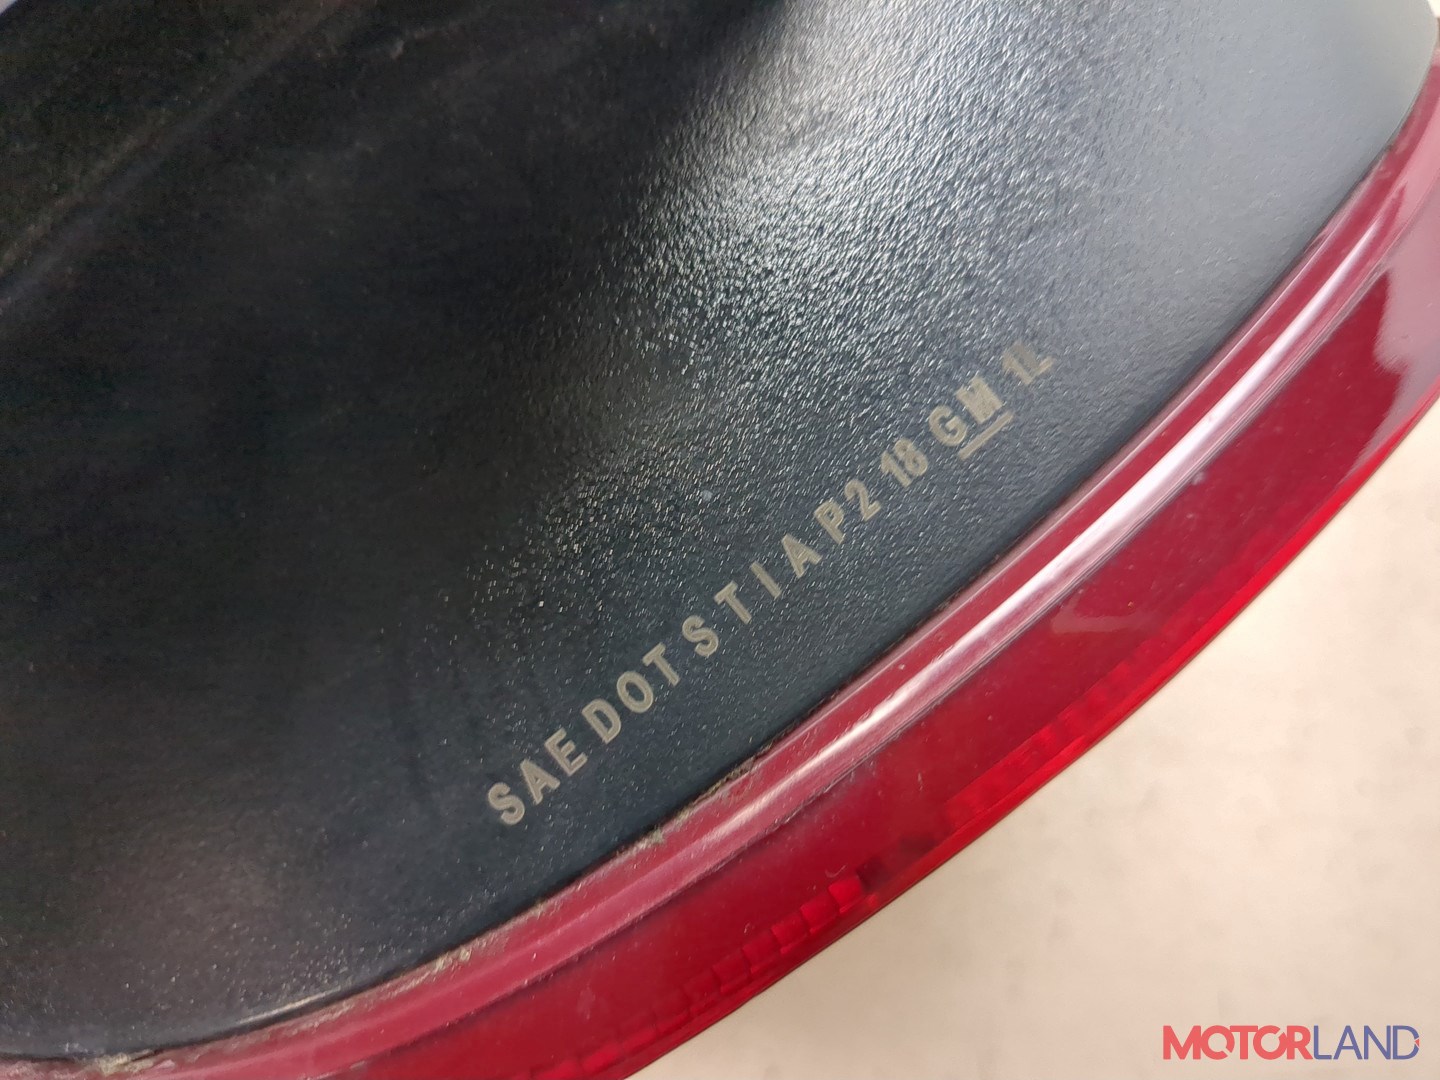 SAE DOT S T I A P2 18 GM 1L
MOTORLAND